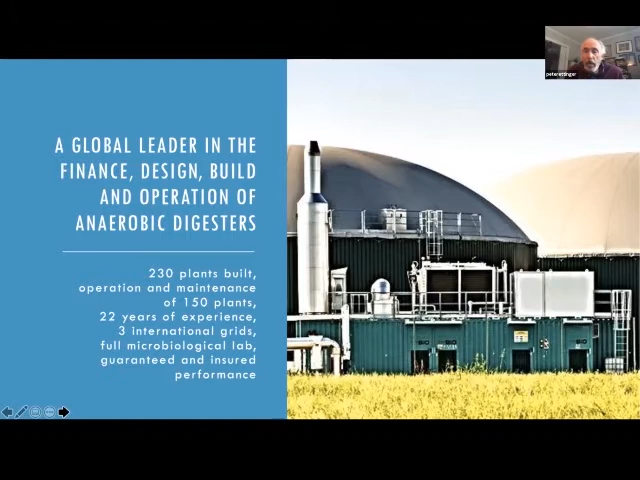 peterettinger
A GLOBAL LEADER IN THE
FINANCE, DESIGN, BUILD
AND OPERATION OF
ANAEROBIC DIGESTERS
230 plants built,
operation and maintenance
of 150 plants,
22 years of experience,
3 international grids,
full microbiological lab,
guaranteed and insured
performance